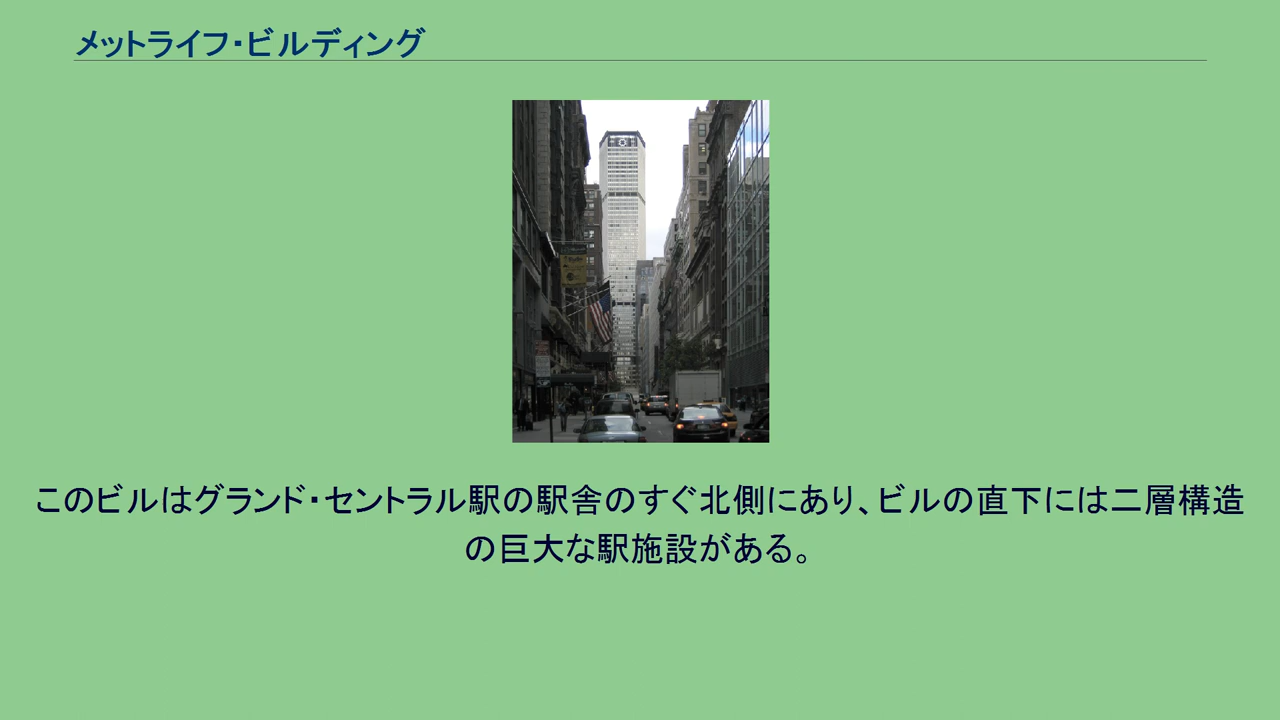 メットライフ・ビルディング
このビルはグランド・セントラル駅の駅舎のすぐ北側にあり、ビルの直下には二層構造
の巨大な駅施設がある。